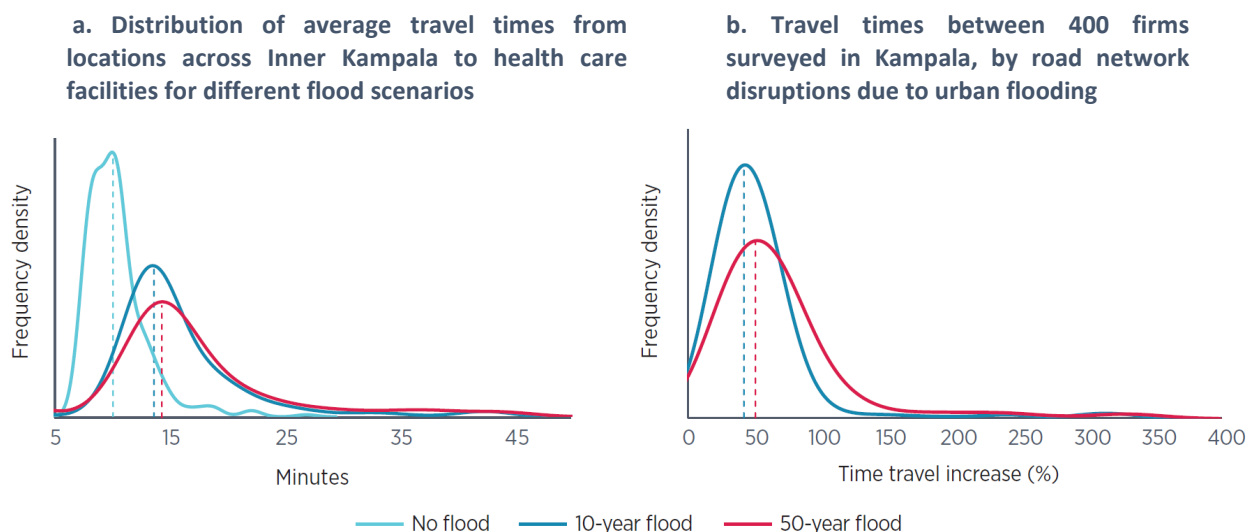 a. Distribution of average travel times from
locations across Inner Kampala to health care
facilities for different flood scenarios
Frequency density
5 15 25 35 45
Minutes
b. Travel times between 400 firms
surveyed in Kampala, by road network
disruptions due to urban flooding
Frequency density
0 50 100 150 200 250 300 350 400
Time travel increase (%)
No flood 10-year flood 50-year flood